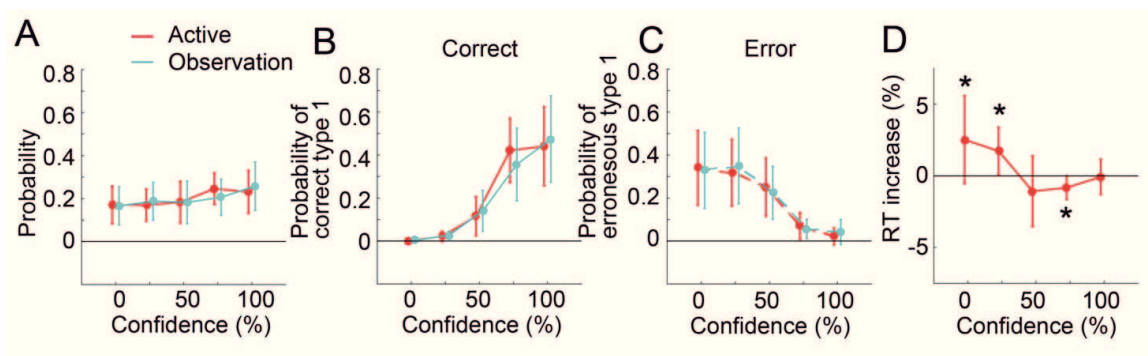 A
Active
Observation
B
Correct
C
Error
D
Probability
0.8
0.6
0.4
0.2
0
0 50 100
Confidence (%)
Probability of
correct type 1
0.8
0.6
0.4
0.2
0
0 50 100
Confidence (%)
Probability of
erronesous type 1
0.8
0.6
0.4
0.2
0
0 50 100
Confidence (%)
RT increase (%)
5
0
-5
* * *
0 50 100
Confidence (%)